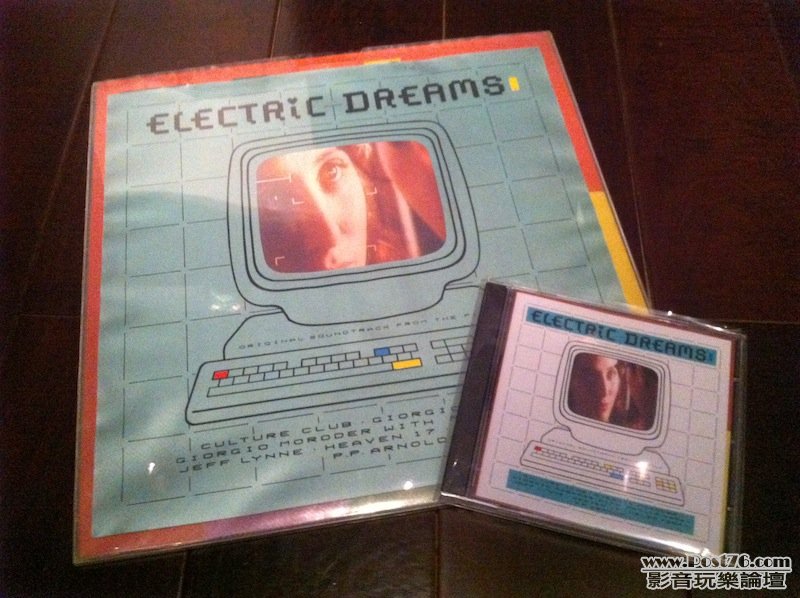 ELECTRiC DREAMS
ORIGINAL SOUNDTRACK FROM THE F
CULTURE CLUB · GIORGIO
GIORGIO MORODER WITH
JEFF LYNNE · HEAVEN 17
P.P. ARNOLD
ELECTRiC DREAMS
www.Post76.com
影音玩樂論壇